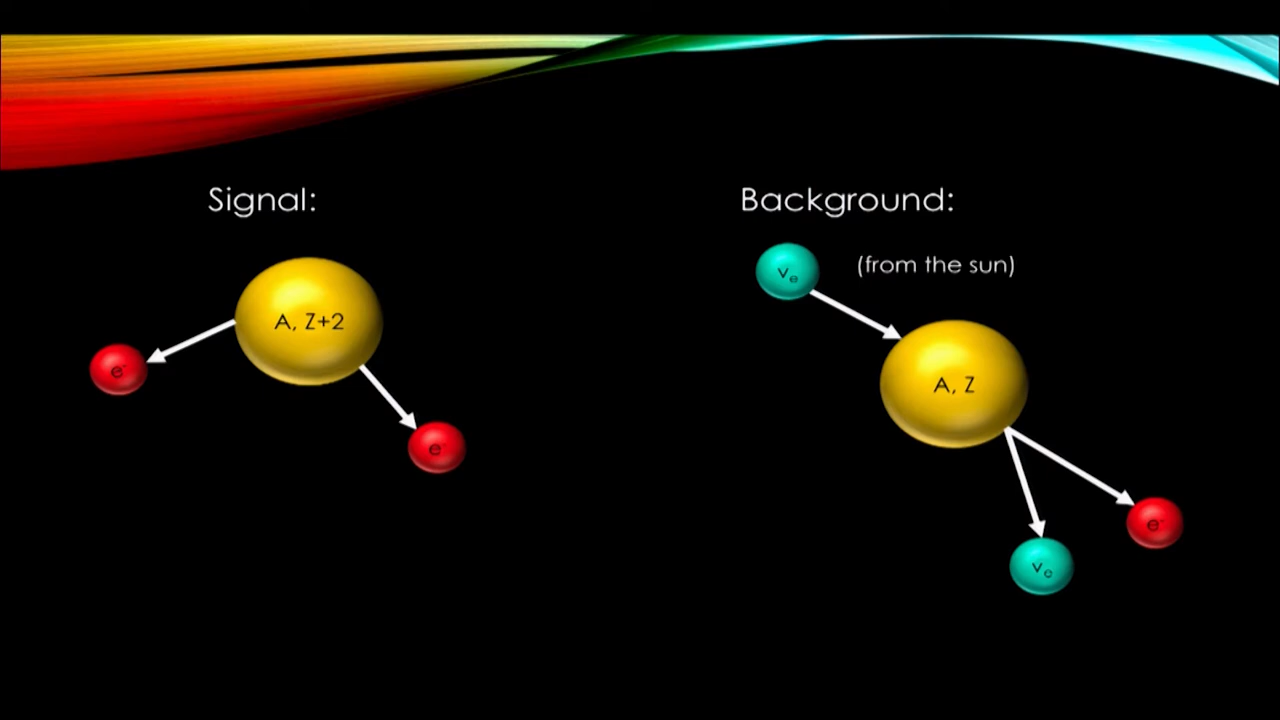 Signal:
A, Z+2
e⁻
e⁻
Background:
νₑ
(from the sun)
A, Z
e⁻
νₑ